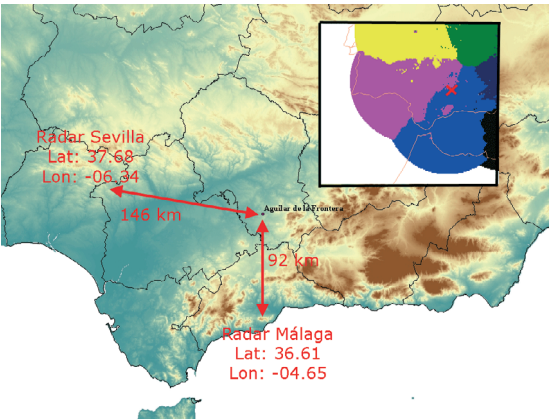 Radar Sevilla
Lat: 37.68
Lon: -06.34
146 km
Aguilar de la Frontera
92 km
Radar Málaga
Lat: 36.61
Lon: -04.65